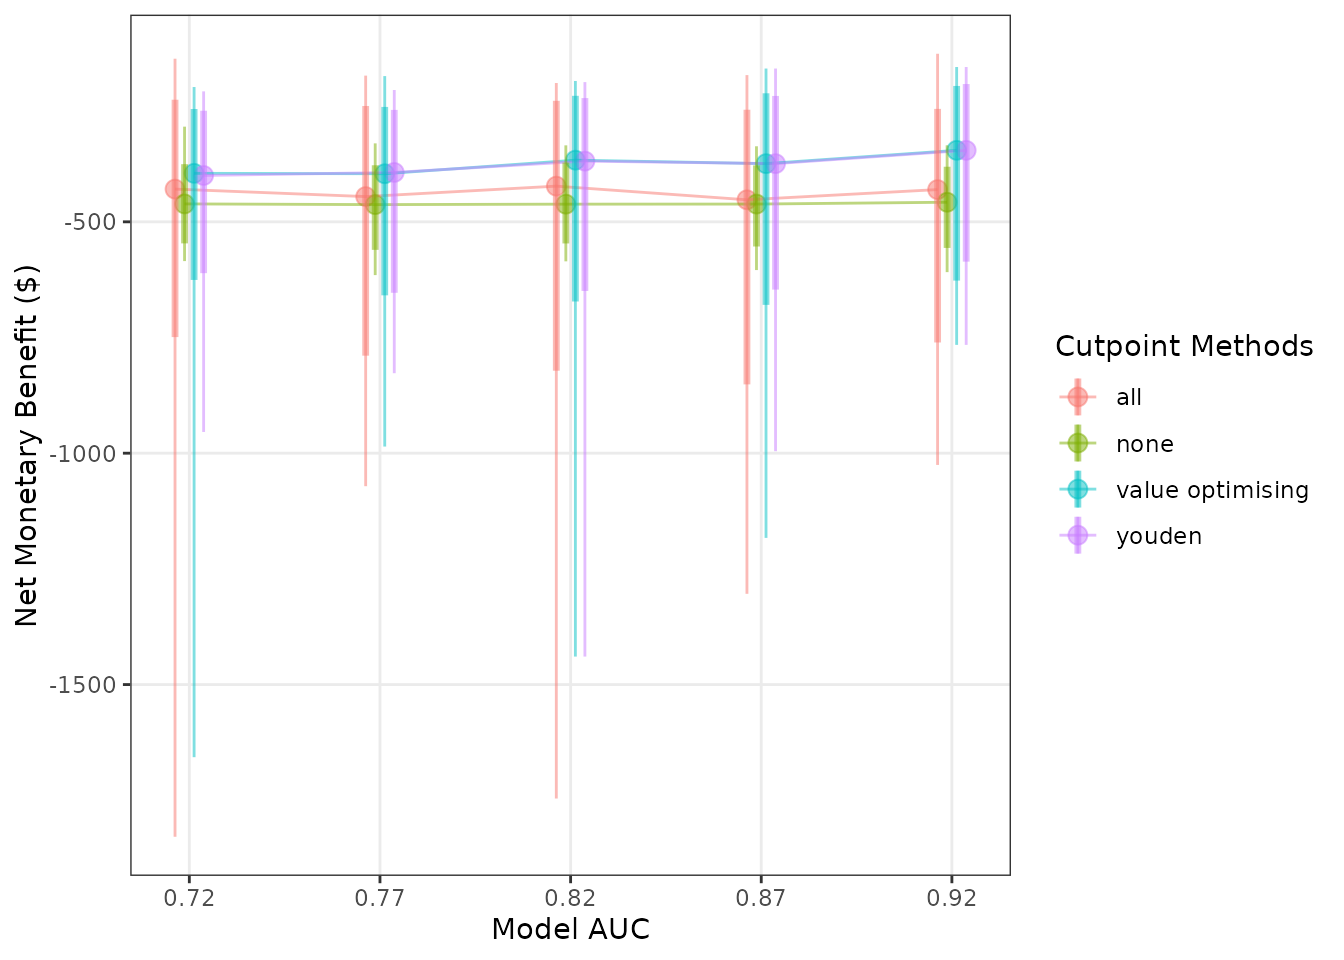 Net Monetary Benefit ($)
-500
-1000
-1500
0.72
0.77
0.82
0.87
0.92
Model AUC
Cutpoint Methods
all
none
value optimising
youden